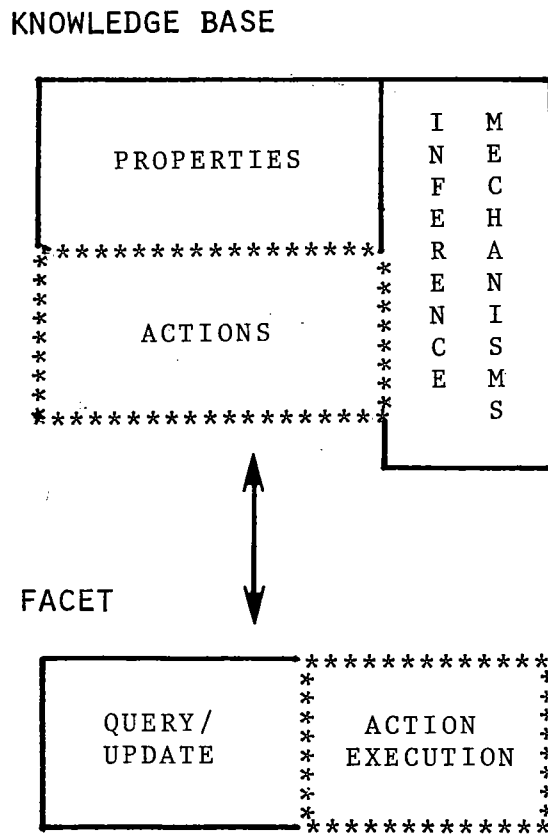 KNOWLEDGE BASE
PROPERTIES
ACTIONS
INFERENCE
MECHANISMS
FACET
QUERY/
UPDATE
ACTION
EXECUTION